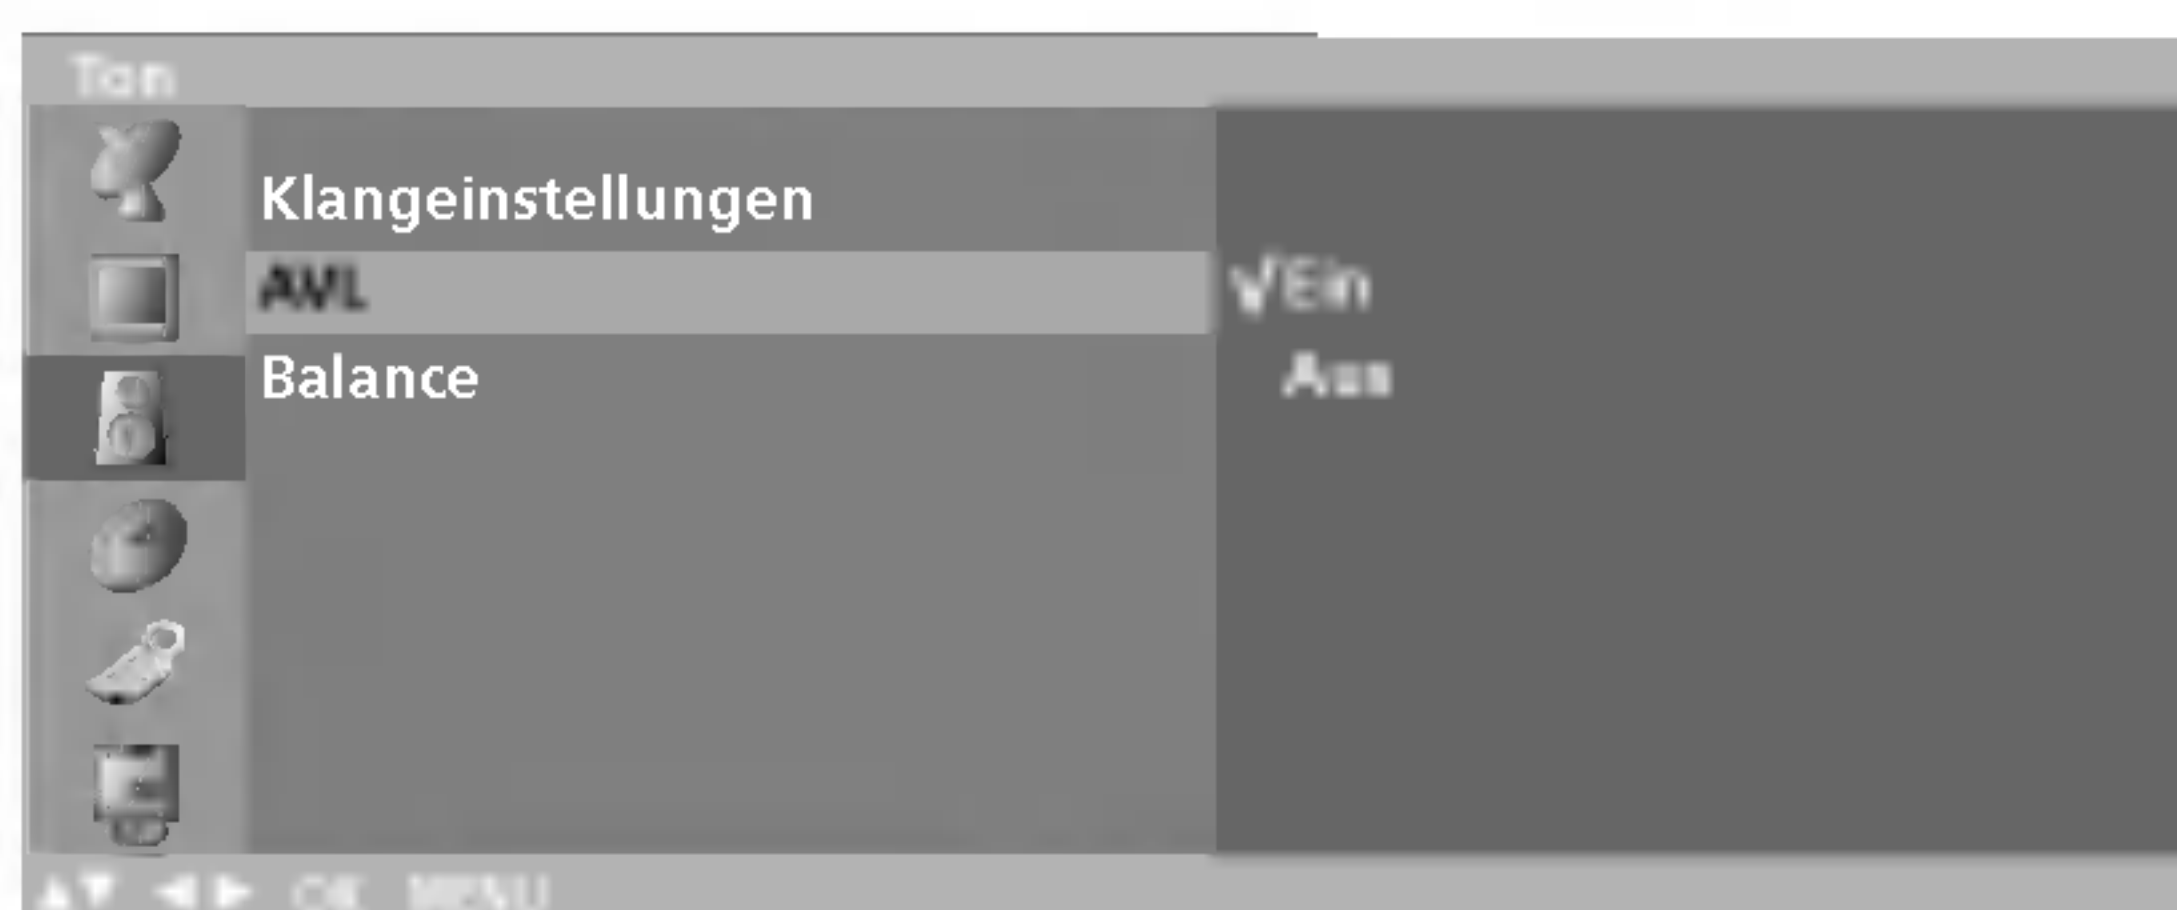 Ton
Klangeinstellungen
AVL √Ein
Balance Aus
▲▼ ◄► OK MENU